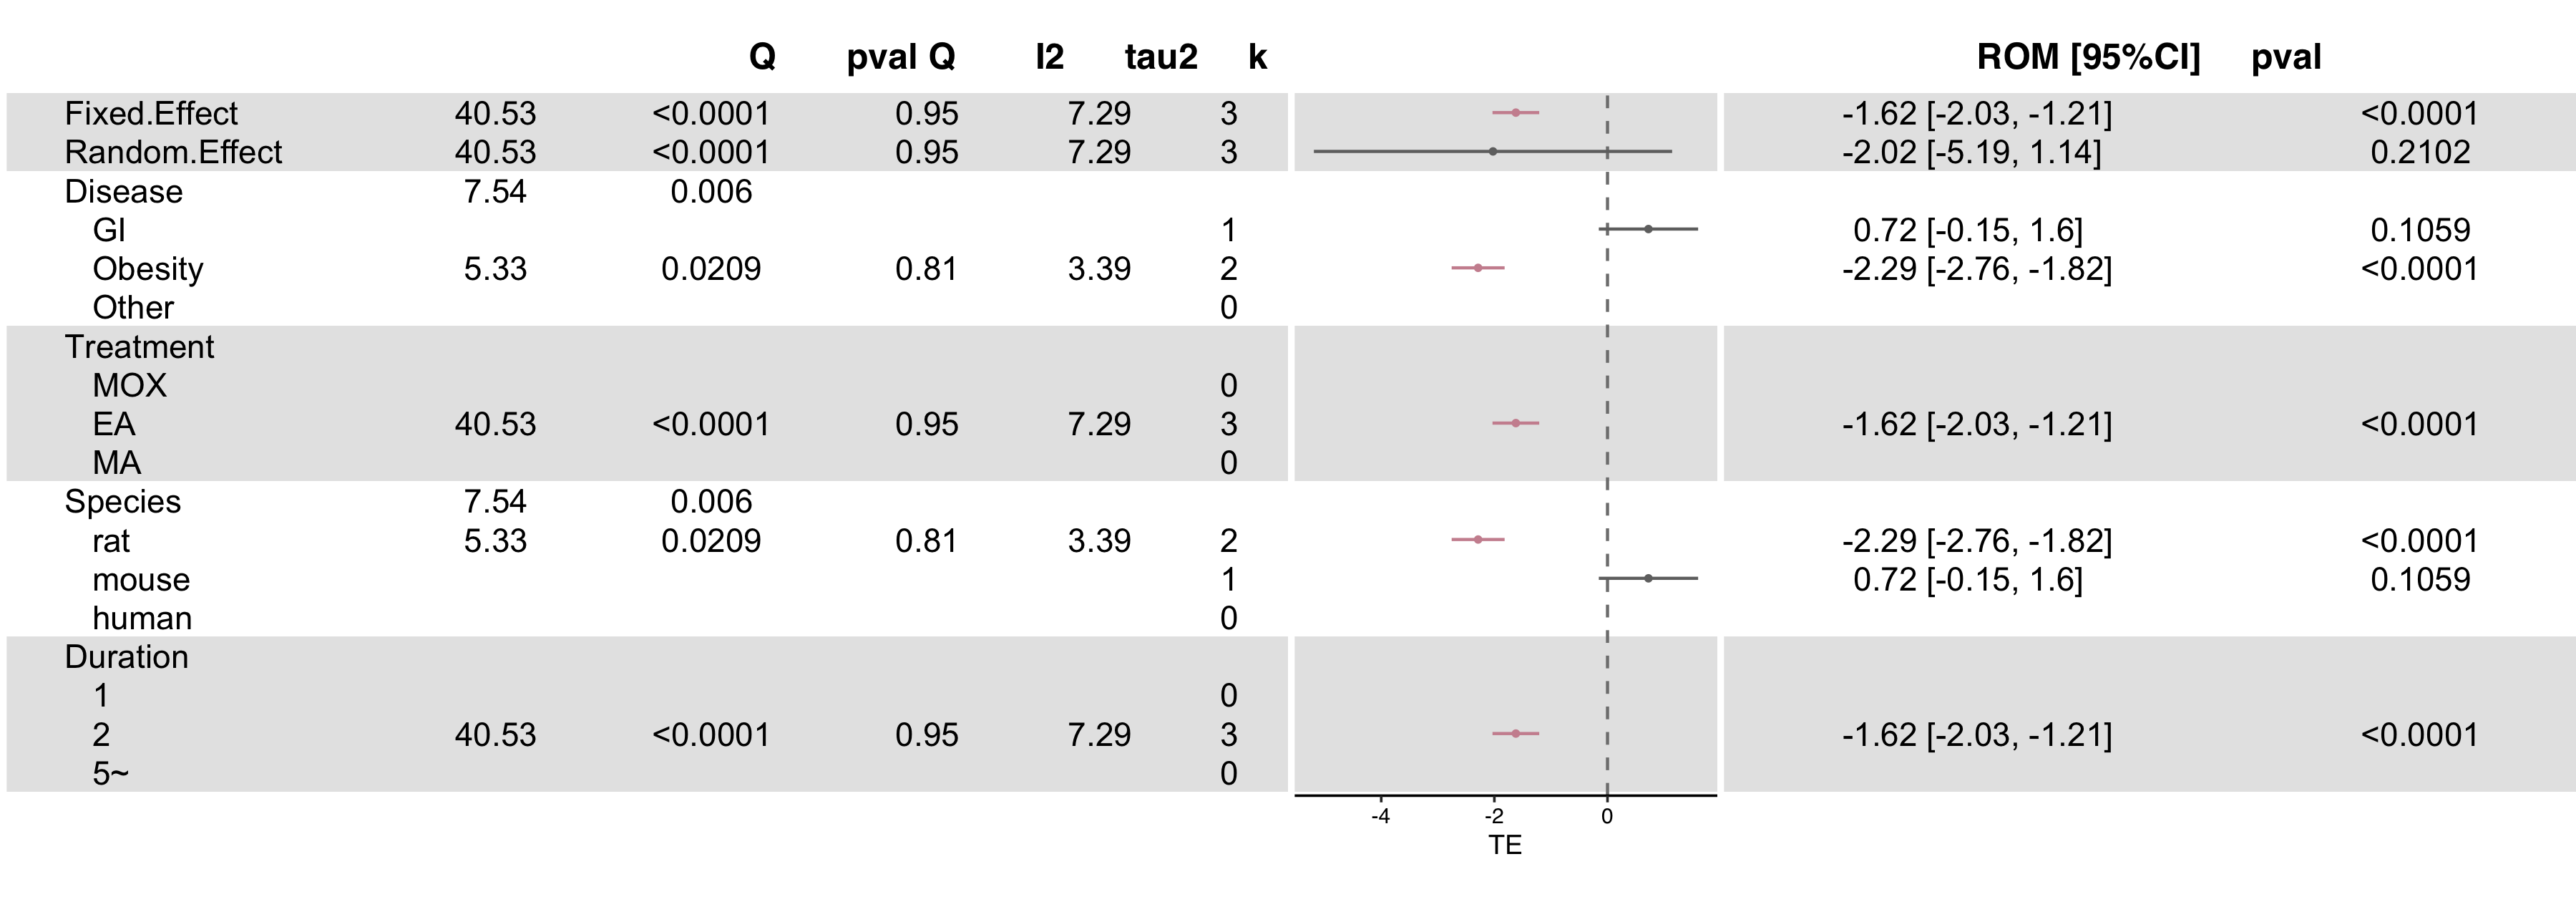 Q pval Q I2 tau2 k ROM [95%CI] pval
Fixed.Effect 40.53 <0.0001 0.95 7.29 3 -1.62 [-2.03, -1.21] <0.0001
Random.Effect 40.53 <0.0001 0.95 7.29 3 -2.02 [-5.19, 1.14] 0.2102
Disease 7.54 0.006
GI 1 0.72 [-0.15, 1.6] 0.1059
Obesity 5.33 0.0209 0.81 3.39 2 -2.29 [-2.76, -1.82] <0.0001
Other 0
Treatment
MOX 0
EA 40.53 <0.0001 0.95 7.29 3 -1.62 [-2.03, -1.21] <0.0001
MA 0
Species 7.54 0.006
rat 5.33 0.0209 0.81 3.39 2 -2.29 [-2.76, -1.82] <0.0001
mouse 1 0.72 [-0.15, 1.6] 0.1059
human 0
Duration
1 0
2 40.53 <0.0001 0.95 7.29 3 -1.62 [-2.03, -1.21] <0.0001
5~ 0
-4 -2 0
TE